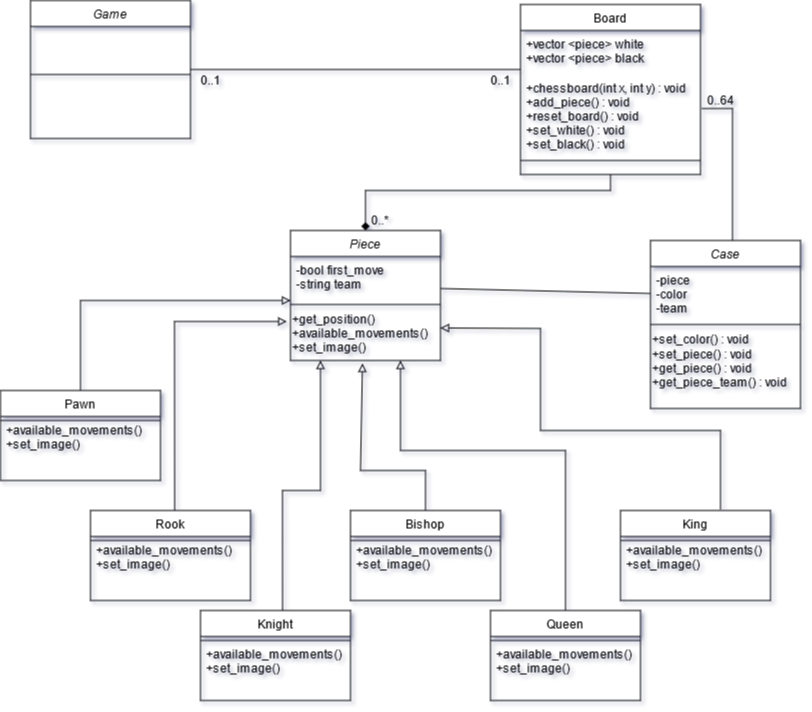 Game
Board
+vector <piece> white
+vector <piece> black
+chessboard(int x, int y) : void
+add_piece() : void
+reset_board() : void
+set_white() : void
+set_black() : void
0..1
0..1
0..64
0..*
Piece
-bool first_move
-string team
+get_position()
+available_movements()
+set_image()
Case
-piece
-color
-team
+set_color() : void
+set_piece() : void
+get_piece() : void
+get_piece_team() : void
Pawn
+available_movements()
+set_image()
Rook
+available_movements()
+set_image()
Bishop
+available_movements()
+set_image()
King
+available_movements()
+set_image()
Knight
+available_movements()
+set_image()
Queen
+available_movements()
+set_image()